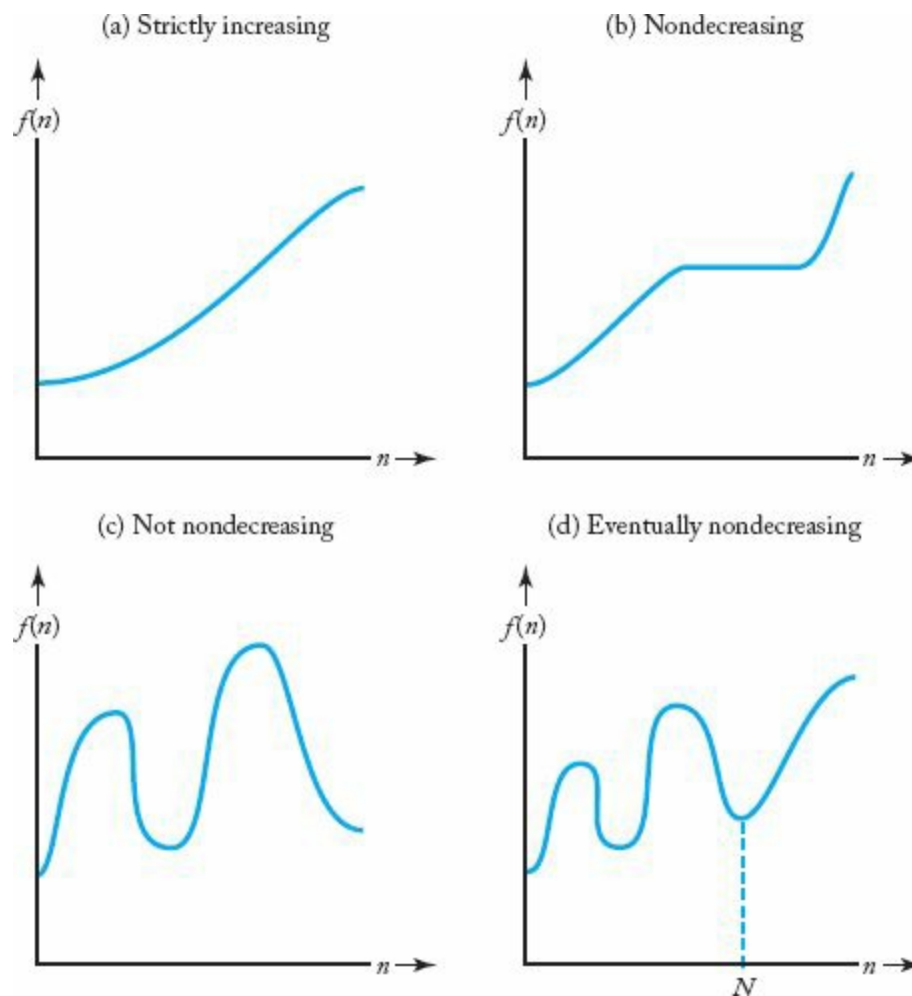 (a) Strictly increasing
(b) Nondecreasing
f(n)
f(n)
n
n
(c) Not nondecreasing
(d) Eventually nondecreasing
f(n)
f(n)
n
n
N